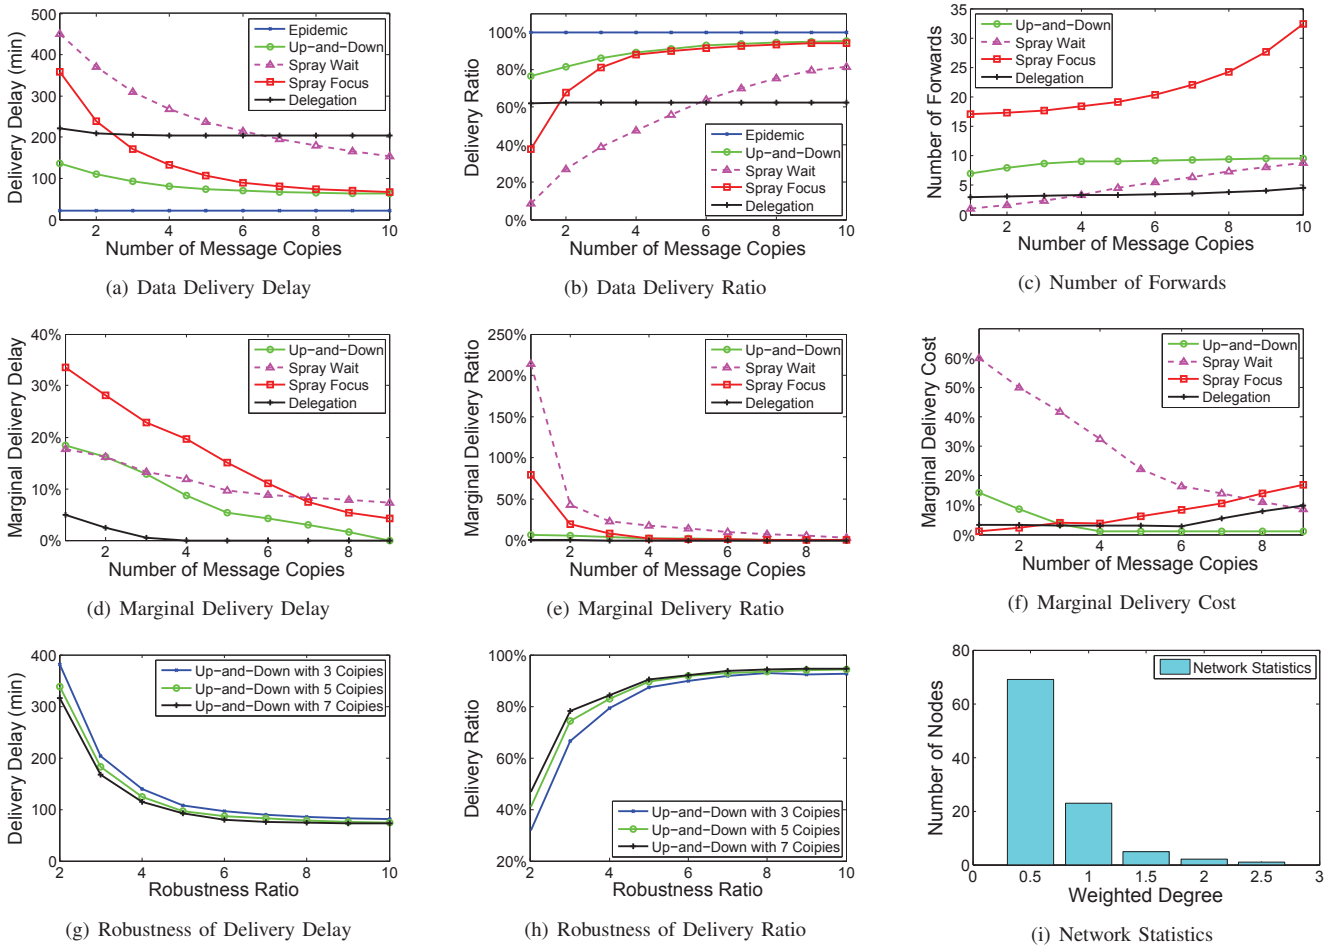 Delivery Delay (min)
500
400
300
200
100
0
2
4
6
8
10
Number of Message Copies
Epidemic
Up−and−Down
Spray Wait
Spray Focus
Delegation
(a) Data Delivery Delay
Delivery Ratio
100%
80%
60%
40%
20%
0%
2
4
6
8
10
Number of Message Copies
Epidemic
Up−and−Down
Spray Wait
Spray Focus
Delegation
(b) Data Delivery Ratio
Number of Forwards
35
30
25
20
15
10
5
0
2
4
6
8
10
Number of Message Copies
Up−and−Down
Spray Wait
Spray Focus
Delegation
(c) Number of Forwards
Marginal Delivery Delay
40%
30%
20%
10%
0%
2
4
6
8
Number of Message Copies
Up−and−Down
Spray Wait
Spray Focus
Delegation
(d) Marginal Delivery Delay
Marginal Delivery Ratio
250%
200%
150%
100%
50%
0%
2
4
6
8
Number of Message Copies
Up−and−Down
Spray Wait
Spray Focus
Delegation
(e) Marginal Delivery Ratio
Marginal Delivery Cost
60%
50%
40%
30%
20%
10%
0%
2
4
6
8
Number of Message Copies
Up−and−Down
Spray Wait
Spray Focus
Delegation
(f) Marginal Delivery Cost
Delivery Delay (min)
400
300
200
100
0
2
4
6
8
10
Robustness Ratio
Up−and−Down with 3 Coipies
Up−and−Down with 5 Coipies
Up−and−Down with 7 Coipies
(g) Robustness of Delivery Delay
Delivery Ratio
100%
80%
60%
40%
20%
2
4
6
8
10
Robustness Ratio
Up−and−Down with 3 Coipies
Up−and−Down with 5 Coipies
Up−and−Down with 7 Coipies
(h) Robustness of Delivery Ratio
Number of Nodes
80
60
40
20
0
0
0.5
1
1.5
2
2.5
3
Weighted Degree
Network Statistics
(i) Network Statistics